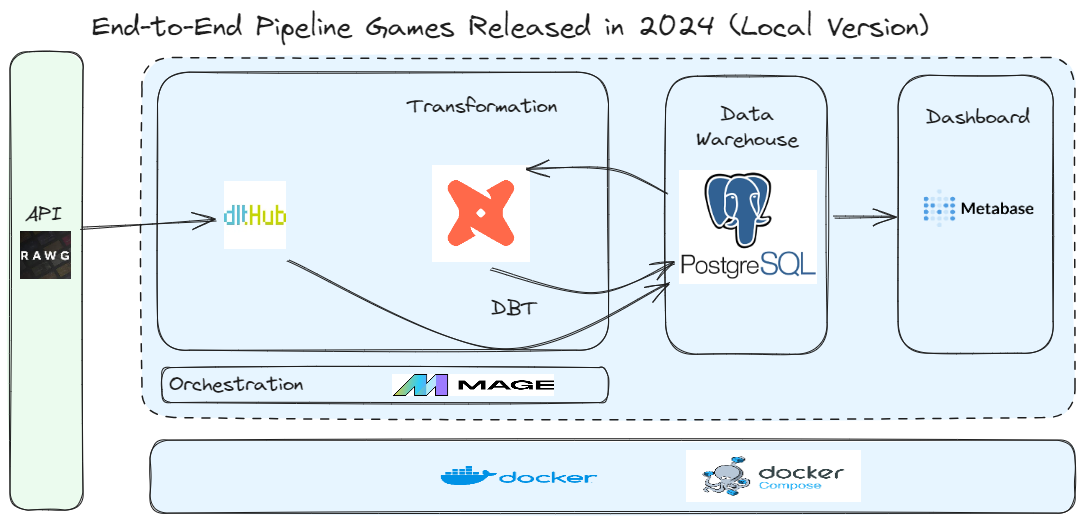 End-to-End Pipeline Games Released in 2024 (Local Version)
API
RAWG
Transformation
dltHub
DBT
Data
Warehouse
PostgreSQL
Dashboard
Metabase
Orchestration
MAGE
docker
docker
Compose